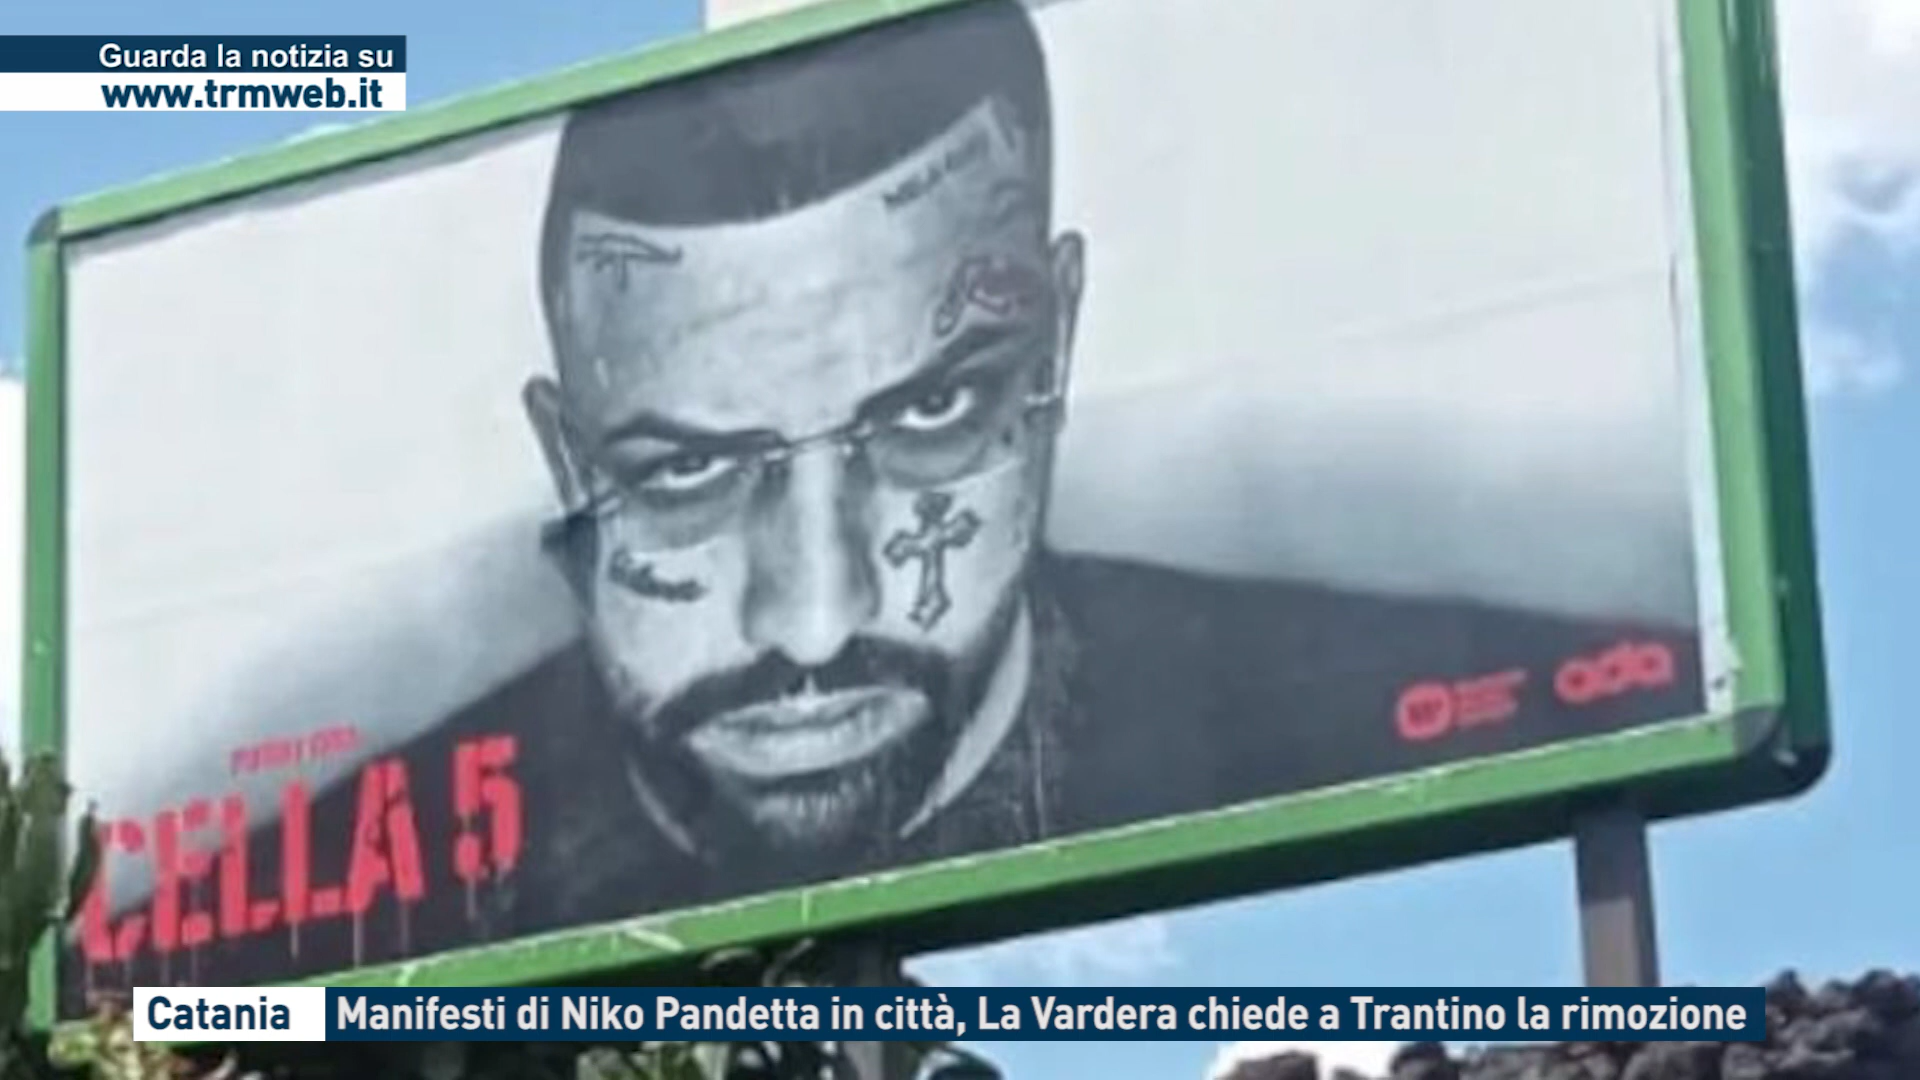 Guarda la notizia su
www.trmweb.it
CELLA 5
ada
Catania
Manifesti di Niko Pandetta in città, La Vardera chiede a Trantino la rimozione